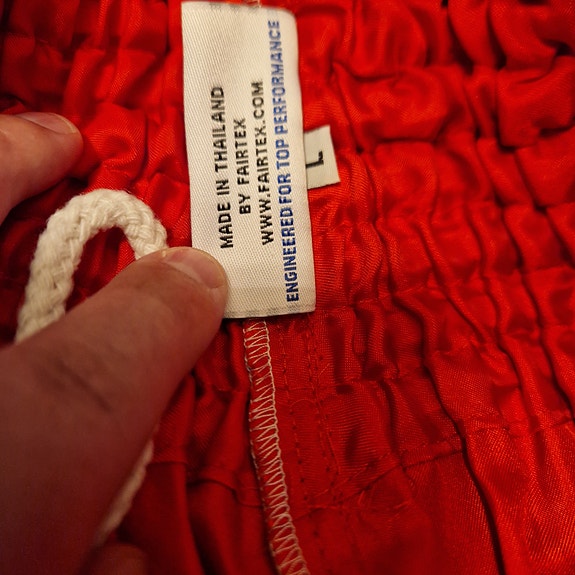 MADE IN THAILAND
BY FAIRTEX
WWW.FAIRTEX.COM
ENGINEERED FOR TOP PERFORMANCE
L